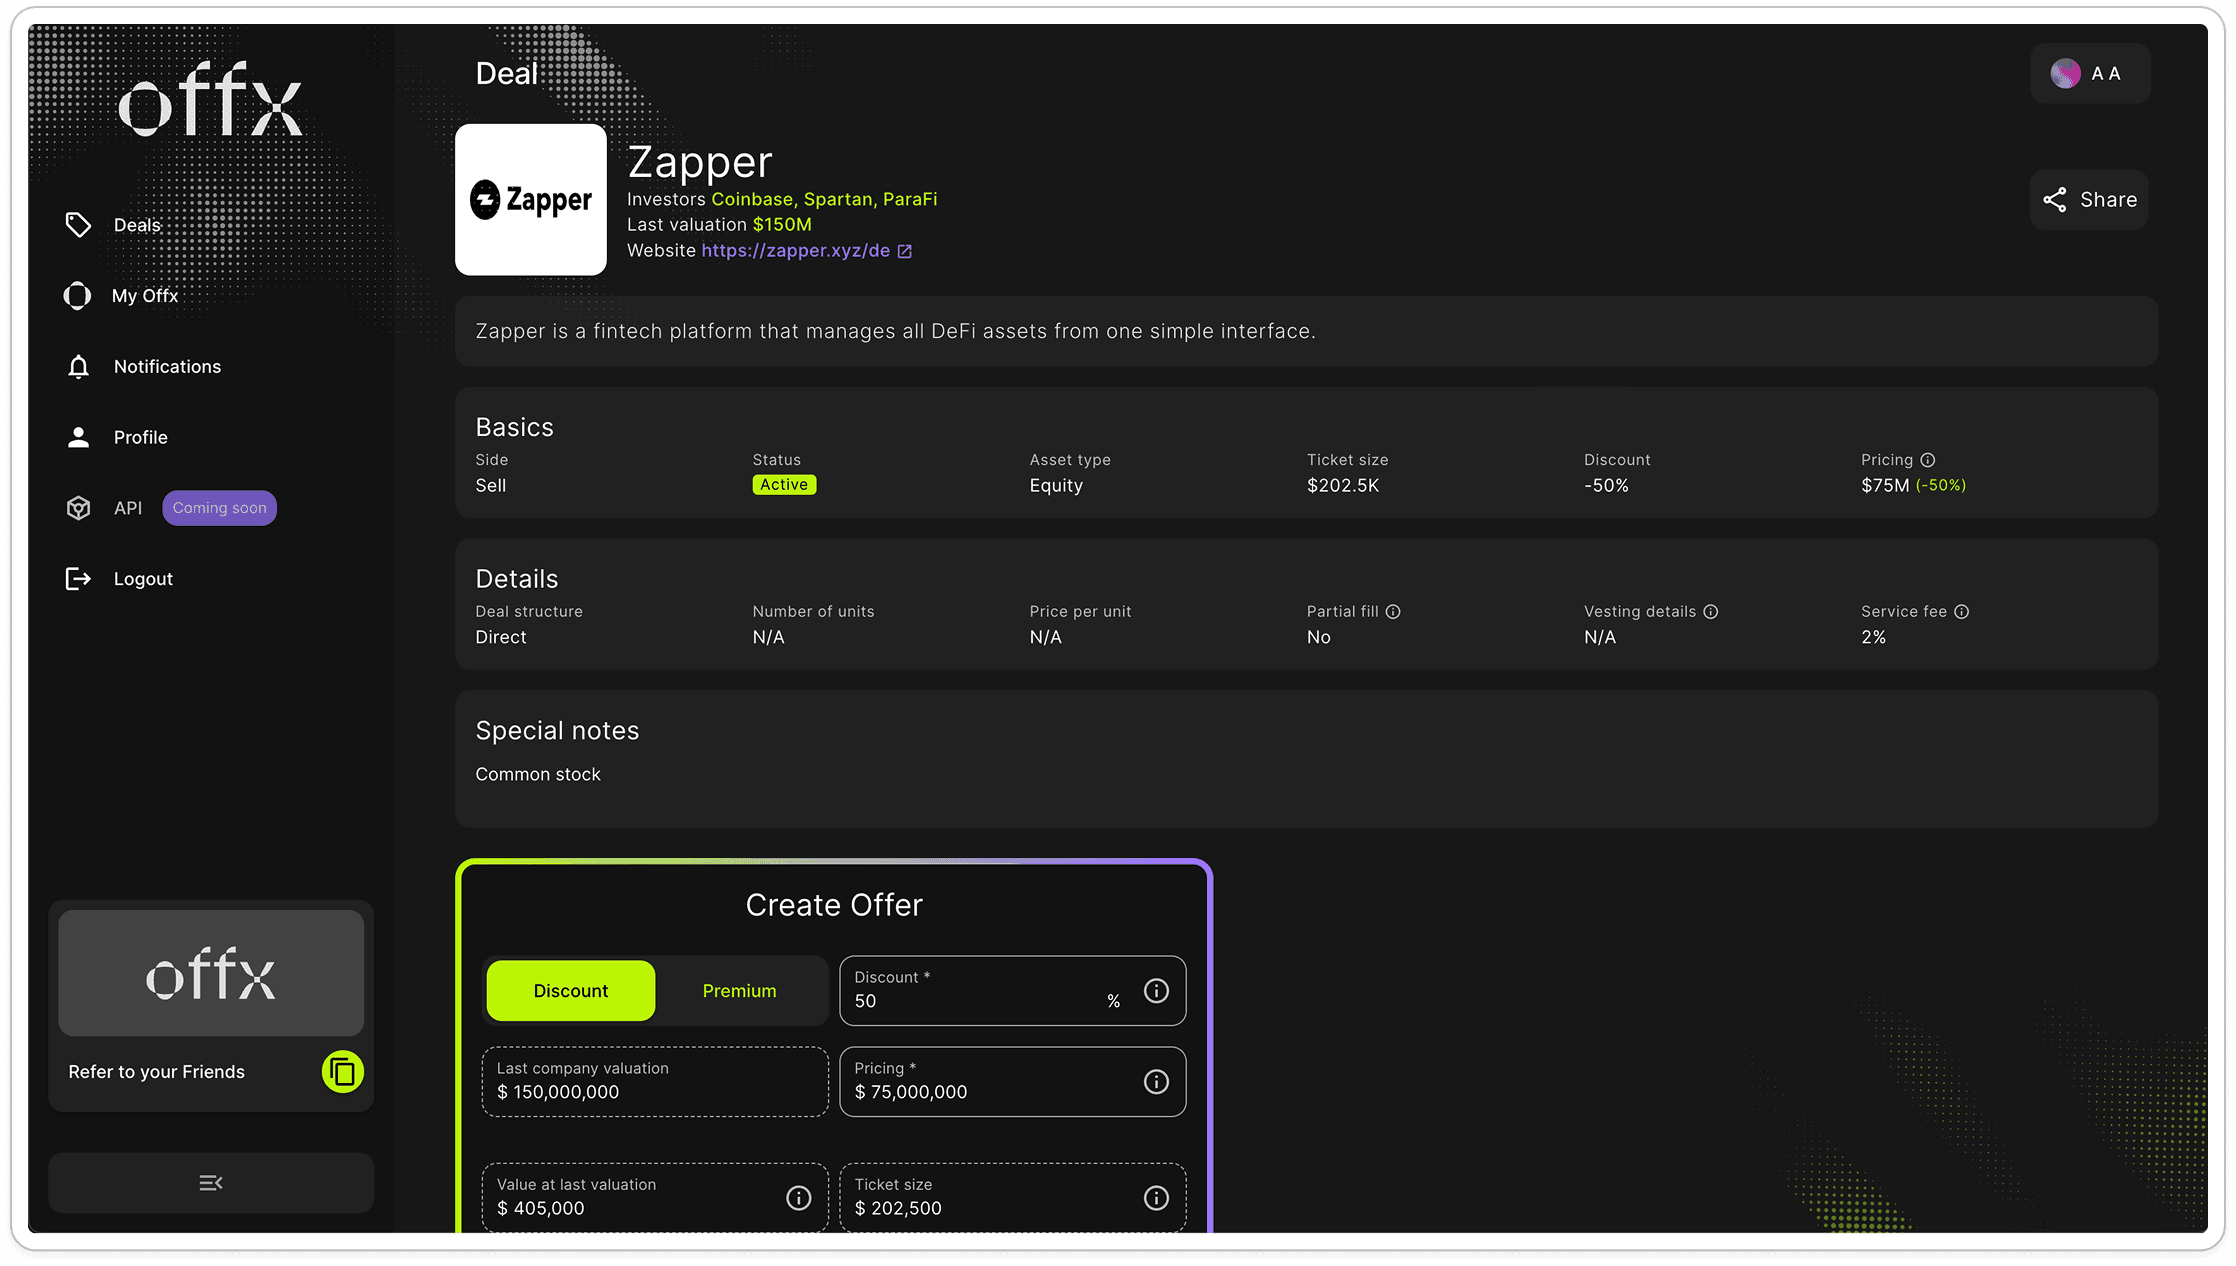 offx
Deals
My Offx
Notifications
Profile
API Coming soon
Logout
offx
Refer to your Friends
Deal
A A
Zapper
Zapper
Investors Coinbase, Spartan, ParaFi
Last valuation $150M
Website https://zapper.xyz/de
Share
Zapper is a fintech platform that manages all DeFi assets from one simple interface.
Basics
Side Status Asset type Ticket size Discount Pricing
Sell Active Equity $202.5K -50% $75M (-50%)
Details
Deal structure Number of units Price per unit Partial fill Vesting details Service fee
Direct N/A N/A No N/A 2%
Special notes
Common stock
Create Offer
Discount Premium
Discount *
50 %
Last company valuation
$ 150,000,000
Pricing *
$ 75,000,000
Value at last valuation
$ 405,000
Ticket size
$ 202,500